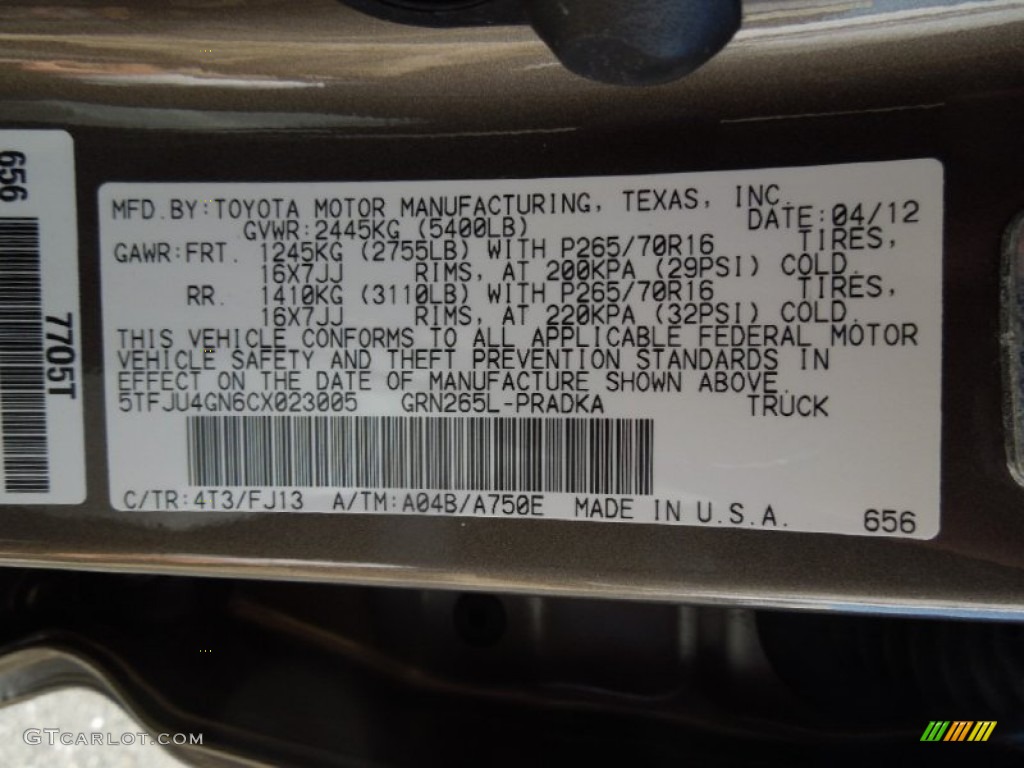 656
7705T
MFD.BY:TOYOTA MOTOR MANUFACTURING, TEXAS, INC.
GVWR:2445KG (5400LB) DATE:04/12
GAWR:FRT. 1245KG (2755LB) WITH P265/70R16 TIRES,
16X7JJ RIMS, AT 200KPA (29PSI) COLD.
RR. 1410KG (3110LB) WITH P265/70R16 TIRES,
16X7JJ RIMS, AT 220KPA (32PSI) COLD.
THIS VEHICLE CONFORMS TO ALL APPLICABLE FEDERAL MOTOR
VEHICLE SAFETY AND THEFT PREVENTION STANDARDS IN
EFFECT ON THE DATE OF MANUFACTURE SHOWN ABOVE.
5TFJU4GN6CX023005 GRN265L-PRADKA TRUCK
C/TR:4T3/FJ13 A/TM:A04B/A750E MADE IN U.S.A. 656
GTCARLOT.COM